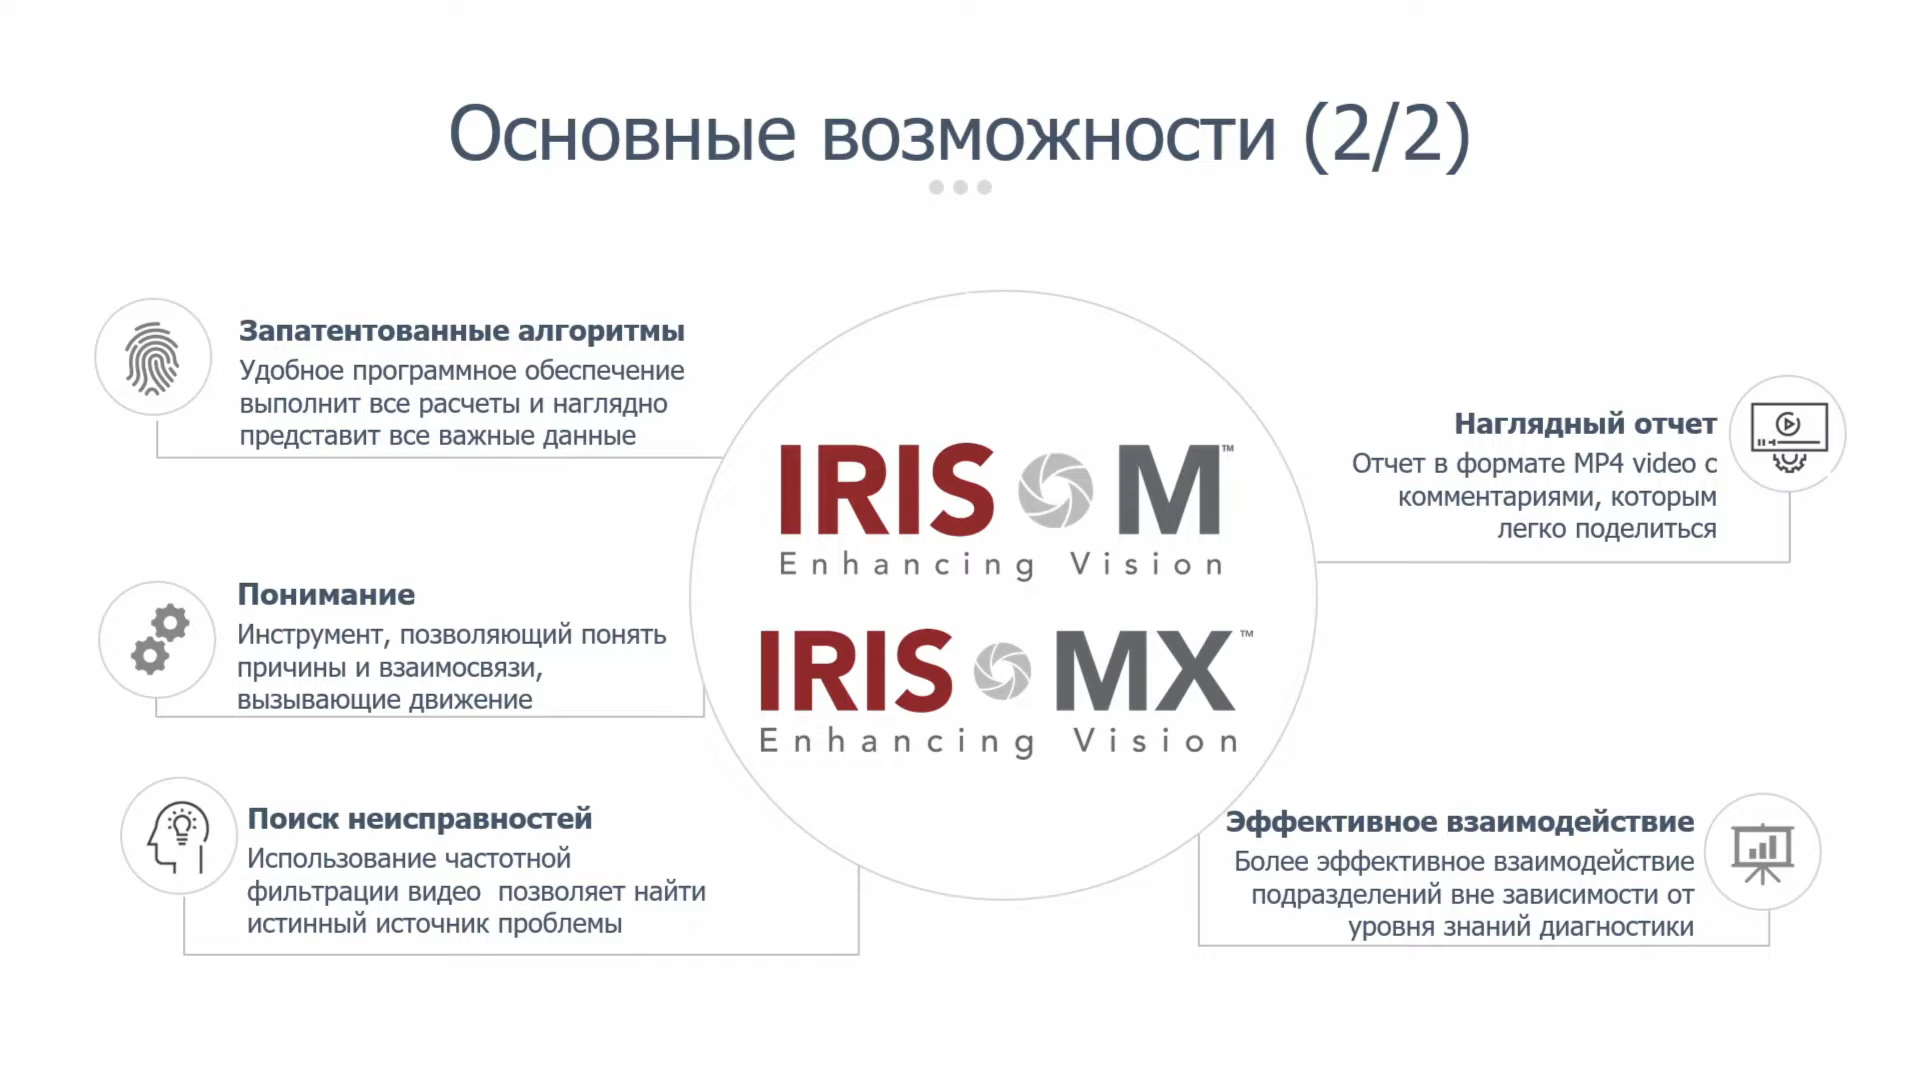 Основные возможности (2/2)
Запатентованные алгоритмы
Удобное программное обеспечение
выполнит все расчеты и наглядно
представит все важные данные
Понимание
Инструмент, позволяющий понять
причины и взаимосвязи,
вызывающие движение
Поиск неисправностей
Использование частотной
фильтрации видео  позволяет найти
истинный источник проблемы
IRIS M™
Enhancing Vision
IRIS MX™
Enhancing Vision
Наглядный отчет
Отчет в формате MP4 video с
комментариями, которым
легко поделиться
Эффективное взаимодействие
Более эффективное взаимодействие
подразделений вне зависимости от
уровня знаний диагностики